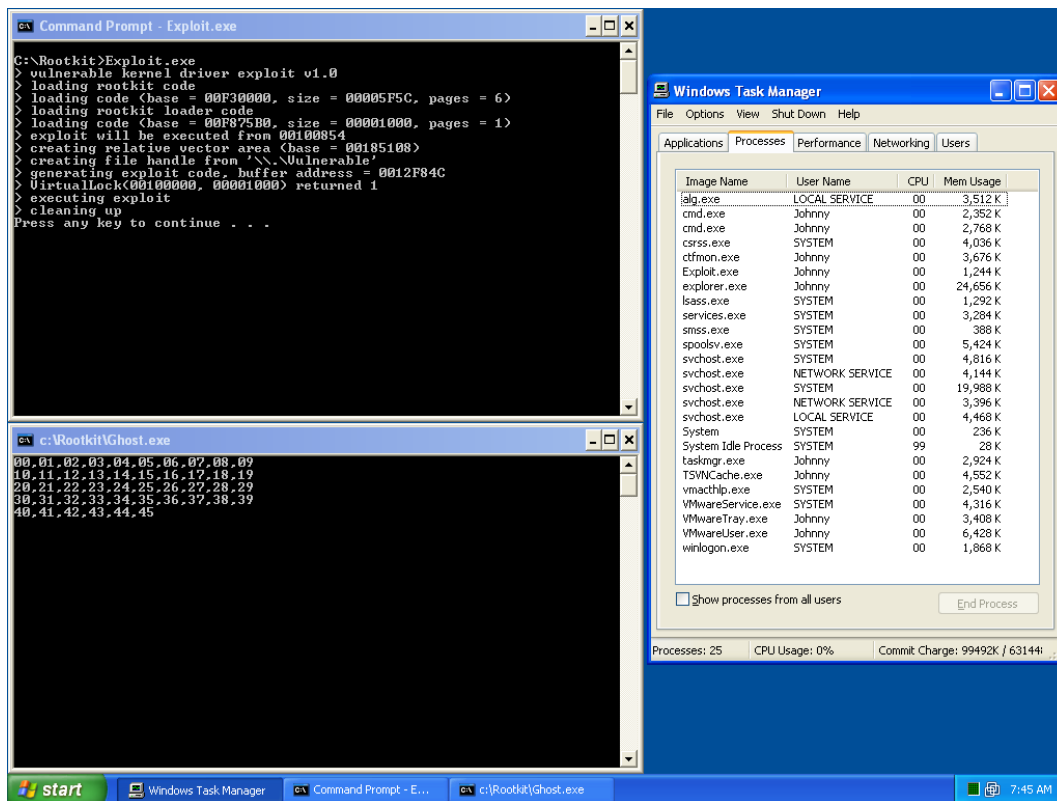 Command Prompt - Exploit.exe
C:\Rootkit>Exploit.exe
> vulnerable kernel driver exploit v1.0
> loading rootkit code
> loading code (base = 00F30000, size = 00005F5C, pages = 6)
> loading rootkit loader code
> loading code (base = 00F875B0, size = 00001000, pages = 1)
> exploit will be executed from 00100854
> creating relative vector area (base = 00185108)
> creating file handle from '\\.\Vulnerable'
> generating exploit code, buffer address = 0012F84C
> VirtualLock(00100000, 00001000) returned 1
> executing exploit
> cleaning up
Press any key to continue . . .
c:\Rootkit\Ghost.exe
00,01,02,03,04,05,06,07,08,09
10,11,12,13,14,15,16,17,18,19
20,21,22,23,24,25,26,27,28,29
30,31,32,33,34,35,36,37,38,39
40,41,42,43,44,45
Windows Task Manager
File Options View Shut Down Help
Applications Processes Performance Networking Users
Image Name User Name CPU Mem Usage
alg.exe LOCAL SERVICE 00 3,512 K
cmd.exe Johnny 00 2,352 K
cmd.exe Johnny 00 2,768 K
csrss.exe SYSTEM 00 4,036 K
ctfmon.exe Johnny 00 3,676 K
Exploit.exe Johnny 00 1,244 K
explorer.exe Johnny 00 24,656 K
lsass.exe SYSTEM 00 1,292 K
services.exe SYSTEM 00 3,284 K
smss.exe SYSTEM 00 388 K
spoolsv.exe SYSTEM 00 5,424 K
svchost.exe SYSTEM 00 4,816 K
svchost.exe NETWORK SERVICE 00 4,144 K
svchost.exe SYSTEM 00 19,988 K
svchost.exe NETWORK SERVICE 00 3,396 K
svchost.exe LOCAL SERVICE 00 4,468 K
System SYSTEM 00 236 K
System Idle Process SYSTEM 99 28 K
taskmgr.exe Johnny 00 2,924 K
TSVNCache.exe Johnny 00 4,552 K
vmacthlp.exe SYSTEM 00 2,540 K
VMwareService.exe SYSTEM 00 4,316 K
VMwareTray.exe Johnny 00 3,408 K
VMwareUser.exe Johnny 00 6,428 K
winlogon.exe SYSTEM 00 1,868 K
Show processes from all users
End Process
Processes: 25 CPU Usage: 0% Commit Charge: 99492K / 63144
start Windows Task Manager Command Prompt - E... c:\Rootkit\Ghost.exe 7:45 AM